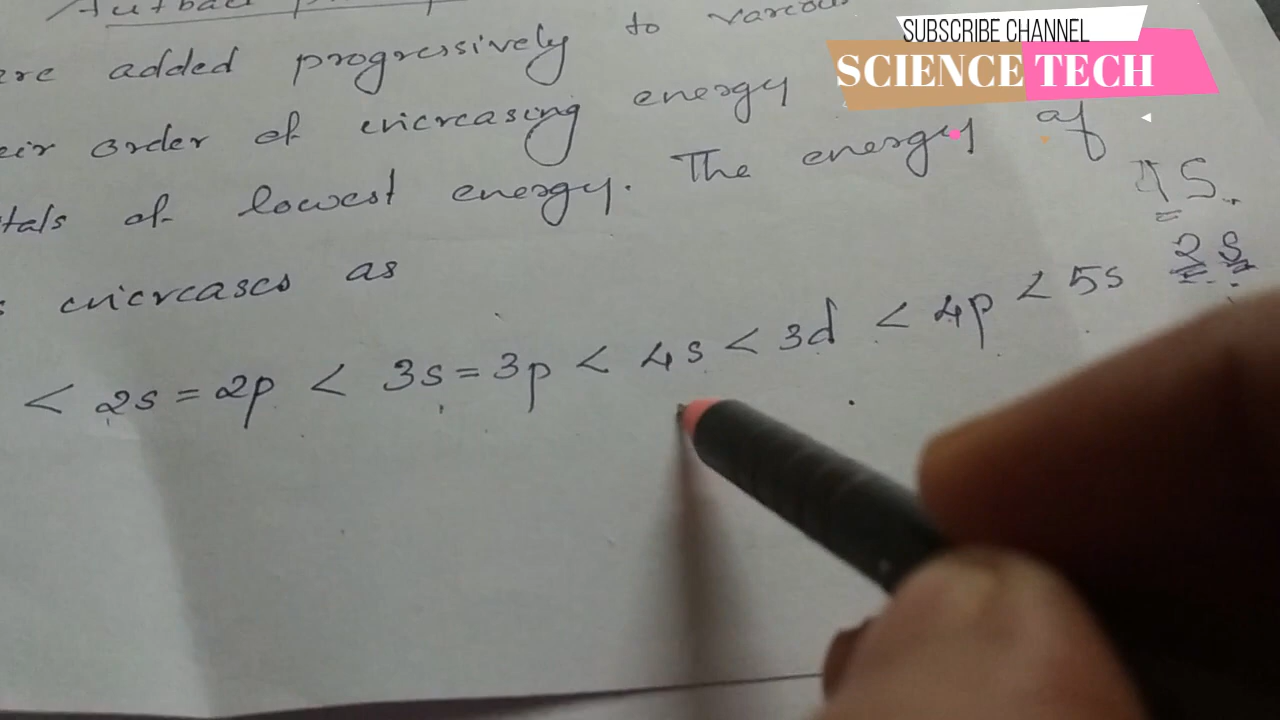 SUBSCRIBE CHANNEL
SCIENCE TECH
added progressively to various
order of increasing energy
of lowest energy. The energy of
increases as
< 2s = 2p < 3s = 3p < 4s < 3d < 4p < 5s
1S.
2S